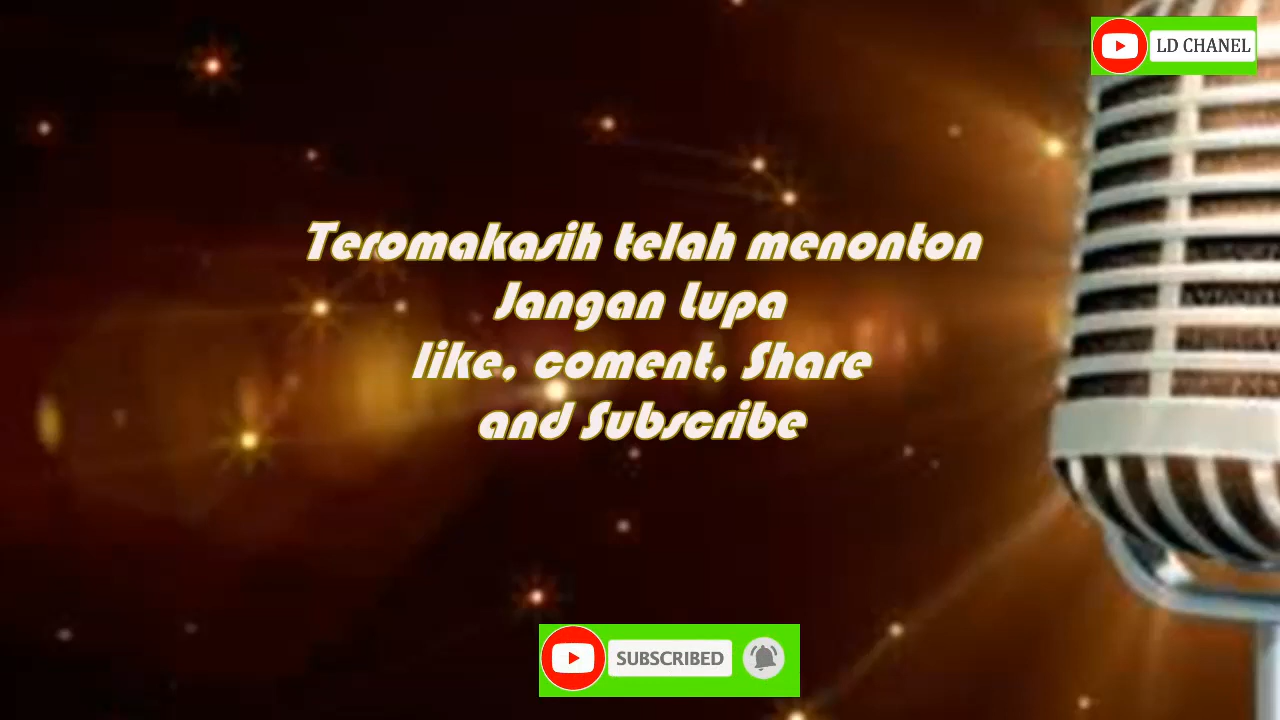 LD CHANEL
Teromakasih telah menonton
Jangan Lupa
like, coment, Share
and Subscribe
SUBSCRIBED